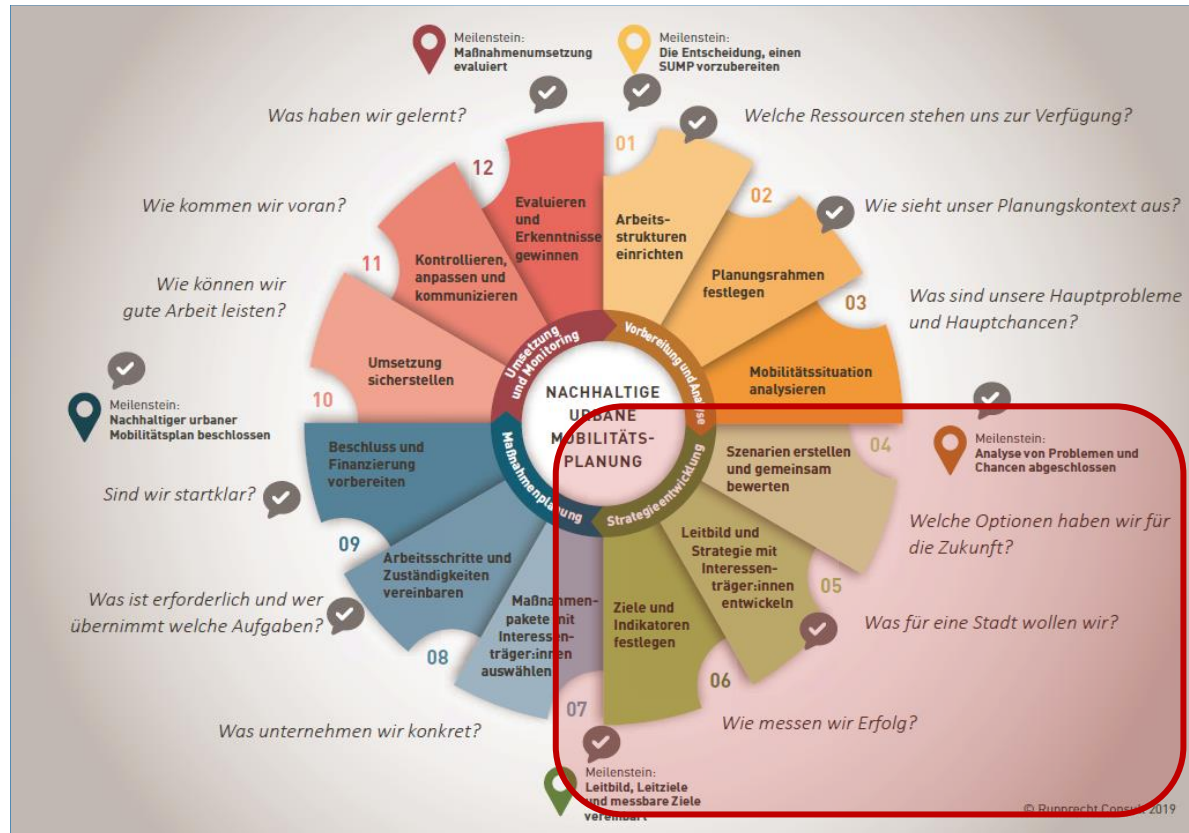 Meilenstein:
Maßnahmenumsetzung
evaluiert
Meilenstein:
Die Entscheidung, einen
SUMP vorzubereiten
Was haben wir gelernt?
Welche Ressourcen stehen uns zur Verfügung?
Wie kommen wir voran?
Wie sieht unser Planungskontext aus?
Wie können wir
gute Arbeit leisten?
Was sind unsere Hauptprobleme
und Hauptchancen?
01
Arbeits-
strukturen
einrichten
02
Planungsrahmen
festlegen
03
Mobilitätssituation
analysieren
Meilenstein:
Analyse von Problemen und
Chancen abgeschlossen
04
Szenarien erstellen
und gemeinsam
bewerten
Welche Optionen haben wir für
die Zukunft?
05
Leitbild und
Strategie mit
Interessen-
träger:innen
entwickeln
Was für eine Stadt wollen wir?
06
Ziele und
Indikatoren
festlegen
Wie messen wir Erfolg?
07
Maßnahmen-
pakete mit
Interessen-
träger:innen
auswählen
Meilenstein:
Leitbild, Leitziele
und messbare Ziele
vereinbart
Was unternehmen wir konkret?
08
Arbeitsschritte und
Zuständigkeiten
vereinbaren
Was ist erforderlich und wer
übernimmt welche Aufgaben?
09
Beschluss und
Finanzierung
vorbereiten
Sind wir startklar?
Meilenstein:
Nachhaltiger urbaner
Mobilitätsplan beschlossen
10
Umsetzung
sicherstellen
11
Kontrollieren,
anpassen und
kommunizieren
12
Evaluieren
und
Erkenntnisse
gewinnen
Vorbereitung und Analyse
Strategieentwicklung
Maßnahmenplanung
Umsetzung
und Monitoring
NACHHALTIGE
URBANE
MOBILITÄTS-
PLANUNG
© Rupprecht Consult 2019